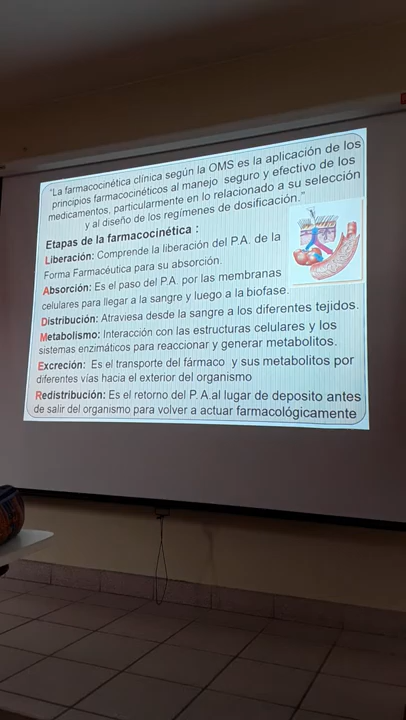 "La farmacocinética clínica según la OMS es la aplicación de los
principios farmacocinéticos al manejo seguro y efectivo de los
medicamentos, particularmente en lo relacionado a su selección
y al diseño de los regímenes de dosificación."
Etapas de la farmacocinética :
Liberación: Comprende la liberación del P.A. de la
Forma Farmacéutica para su absorción.
Absorción: Es el paso del P.A. por las membranas
celulares para llegar a la sangre y luego a la biofase.
Distribución: Atraviesa desde la sangre a los diferentes tejidos.
Metabolismo: Interacción con las estructuras celulares y los
sistemas enzimáticos para reaccionar y generar metabolitos.
Excreción: Es el transporte del fármaco y sus metabolitos por
diferentes vías hacia el exterior del organismo
Redistribución: Es el retorno del P.A.al lugar de deposito antes
de salir del organismo para volver a actuar farmacológicamente